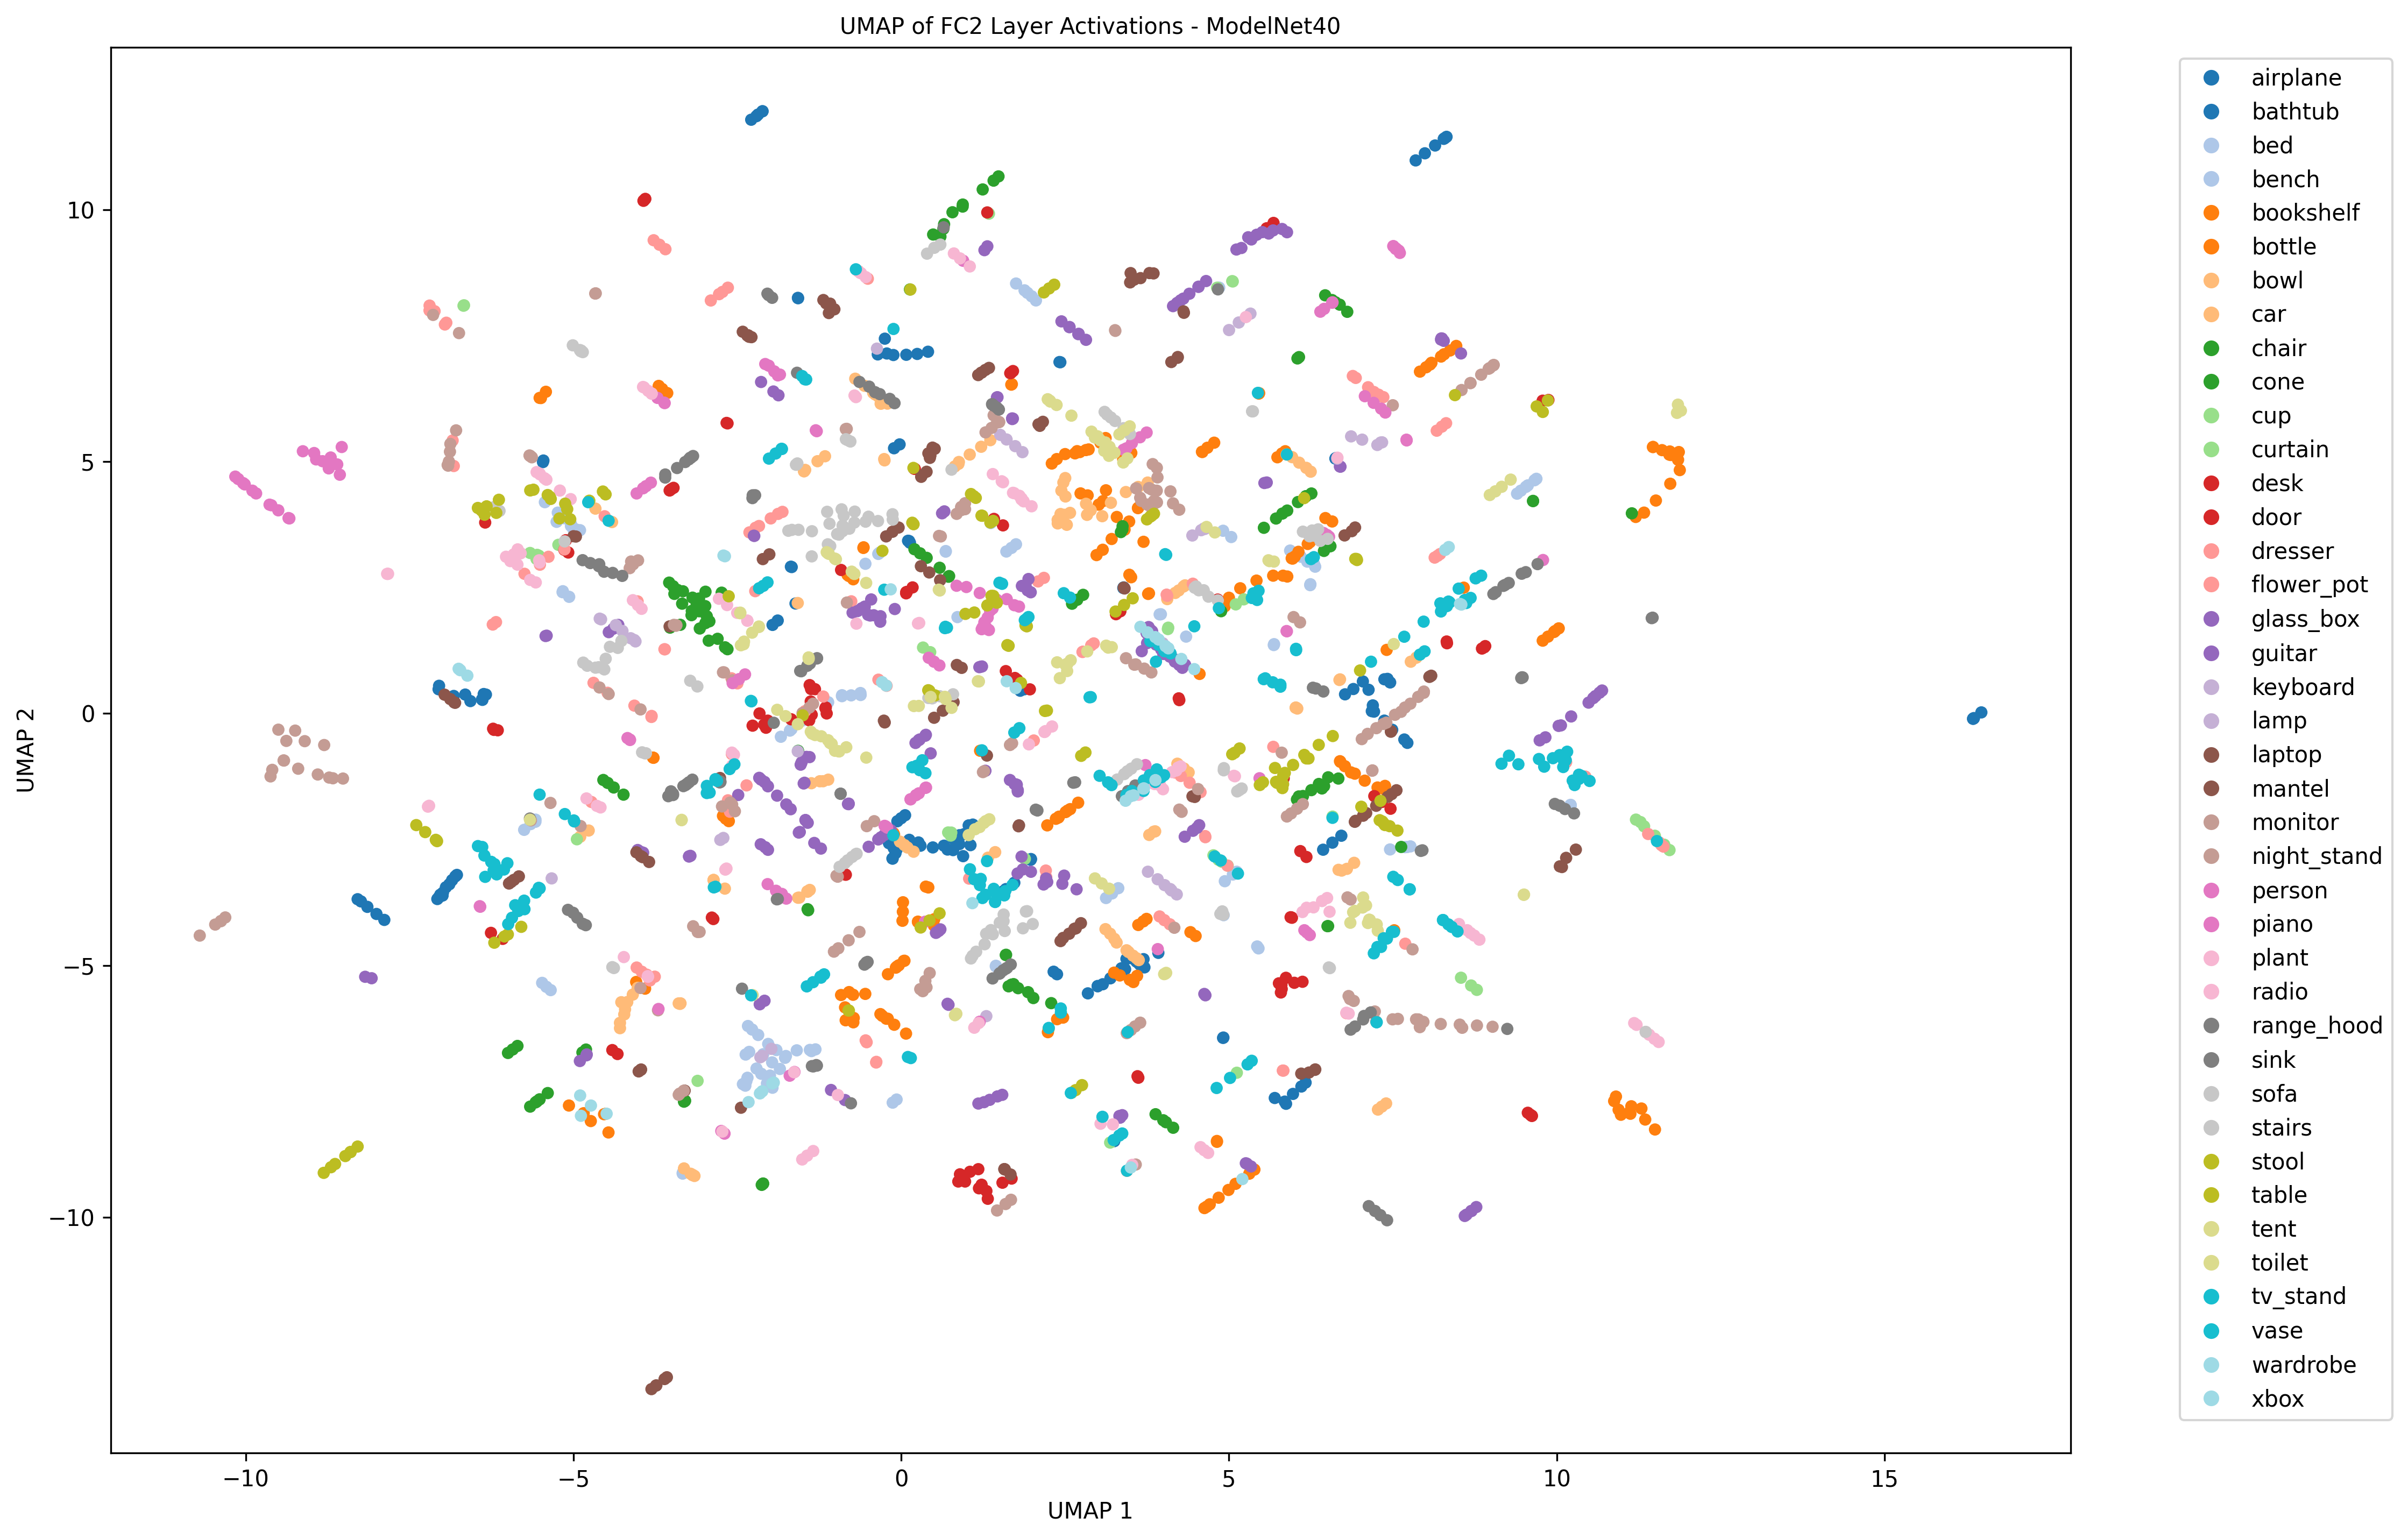 UMAP of FC2 Layer Activations - ModelNet40
UMAP 2
10
5
0
−5
−10
−10
−5
0
5
10
15
UMAP 1
airplane
bathtub
bed
bench
bookshelf
bottle
bowl
car
chair
cone
cup
curtain
desk
door
dresser
flower_pot
glass_box
guitar
keyboard
lamp
laptop
mantel
monitor
night_stand
person
piano
plant
radio
range_hood
sink
sofa
stairs
stool
table
tent
toilet
tv_stand
vase
wardrobe
xbox